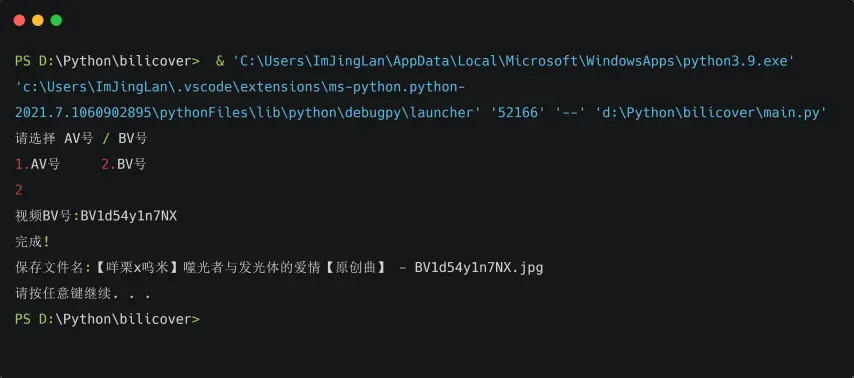 PS D:\Python\bilicover>  & 'C:\Users\ImJingLan\AppData\Local\Microsoft\WindowsApps\python3.9.exe'
'c:\Users\ImJingLan\.vscode\extensions\ms-python.python-
2021.7.1060902895\pythonFiles\lib\python\debugpy\launcher' '52166' '--' 'd:\Python\bilicover\main.py'
请选择 AV号 / BV号
1.AV号     2.BV号
2
视频BV号:BV1d54y1n7NX
完成!
保存文件名:【咩栗x呜米】噬光者与发光体的爱情【原创曲】 - BV1d54y1n7NX.jpg
请按任意键继续. . .
PS D:\Python\bilicover>